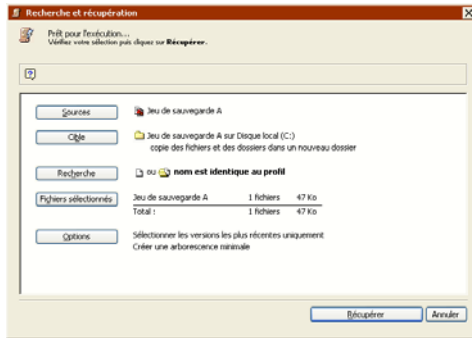 Recherche et récupération
Prêt pour l'exécution...
Vérifiez votre sélection puis cliquez sur Récupérer.
Sources
Jeu de sauvegarde A
Cible
Jeu de sauvegarde A sur Disque local (C:)
copie des fichiers et des dossiers dans un nouveau dossier
Recherche
ou nom est identique au profil
Fichiers sélectionnés
Jeu de sauvegarde A 1 fichiers 47 Ko
Total : 1 fichiers 47 Ko
Options
Sélectionner les versions les plus récentes uniquement
Créer une arborescence minimale
Récupérer Annuler